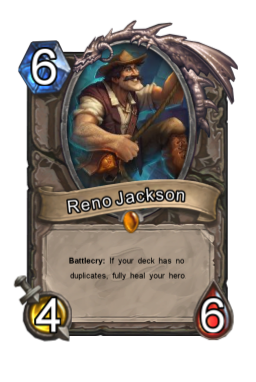 6
Reno Jackson
Battlecry: If your deck has no
duplicates, fully heal your hero
4
6